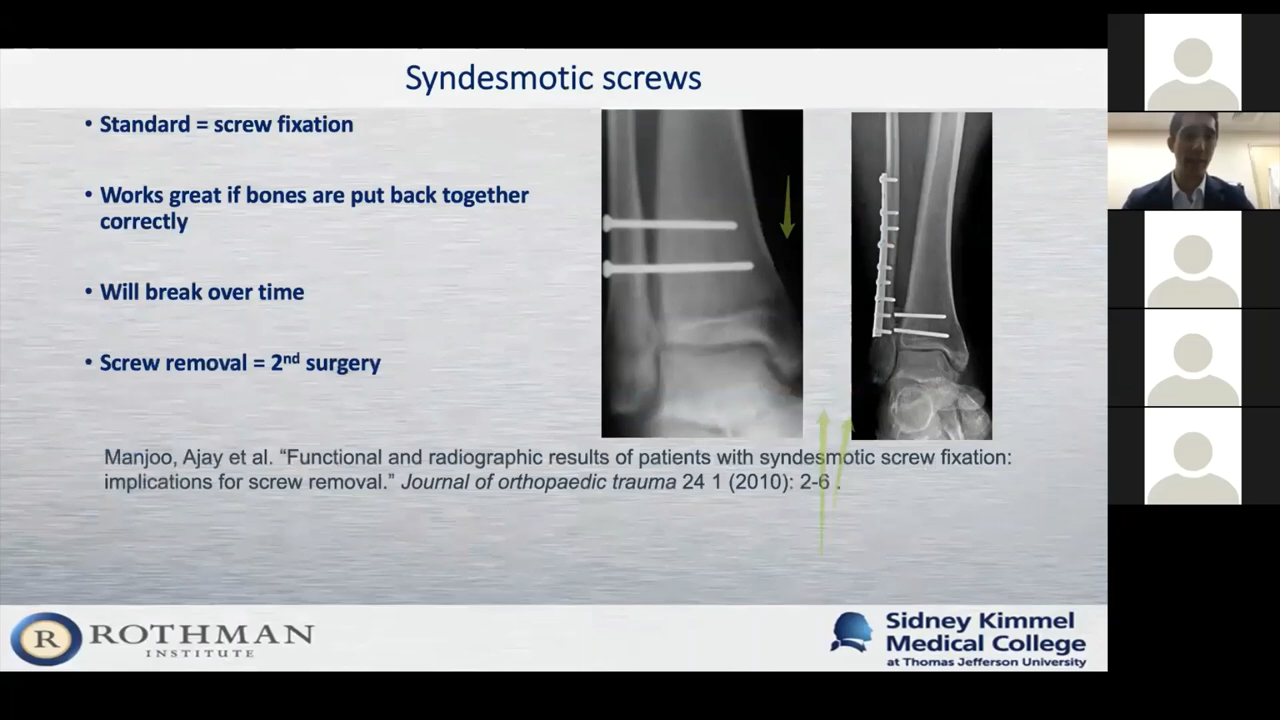 Syndesmotic screws
• Standard = screw fixation
• Works great if bones are put back together
correctly
• Will break over time
• Screw removal = 2nd surgery
Manjoo, Ajay et al. “Functional and radiographic results of patients with syndesmotic screw fixation:
implications for screw removal.” Journal of orthopaedic trauma 24 1 (2010): 2-6 .
R ROTHMAN
INSTITUTE
Sidney Kimmel
Medical College
at Thomas Jefferson University